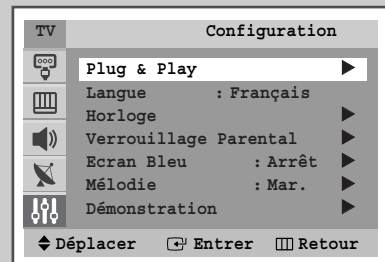 TV Configuration
Plug & Play
Langue : Français
Horloge
Verrouillage Parental
Ecran Bleu : Arrêt
Mélodie : Mar.
Démonstration
Déplacer Entrer Retour